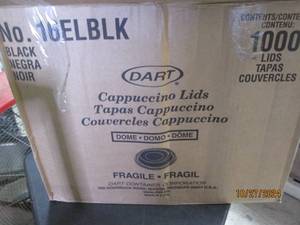 No. 16ELBLK
BLACK
NEGRA
NOIR
CONTENTS/CONTE
CONTENU:
1000
LIDS
TAPAS
COUVERCLES
DART
Cappuccino Lids
Tapas Cappuccino
Couvercles Cappuccino
DOME • DOMO • DÔME
FRAGILE • FRAGIL
DART CONTAINER CORPORATION
10/27/2024